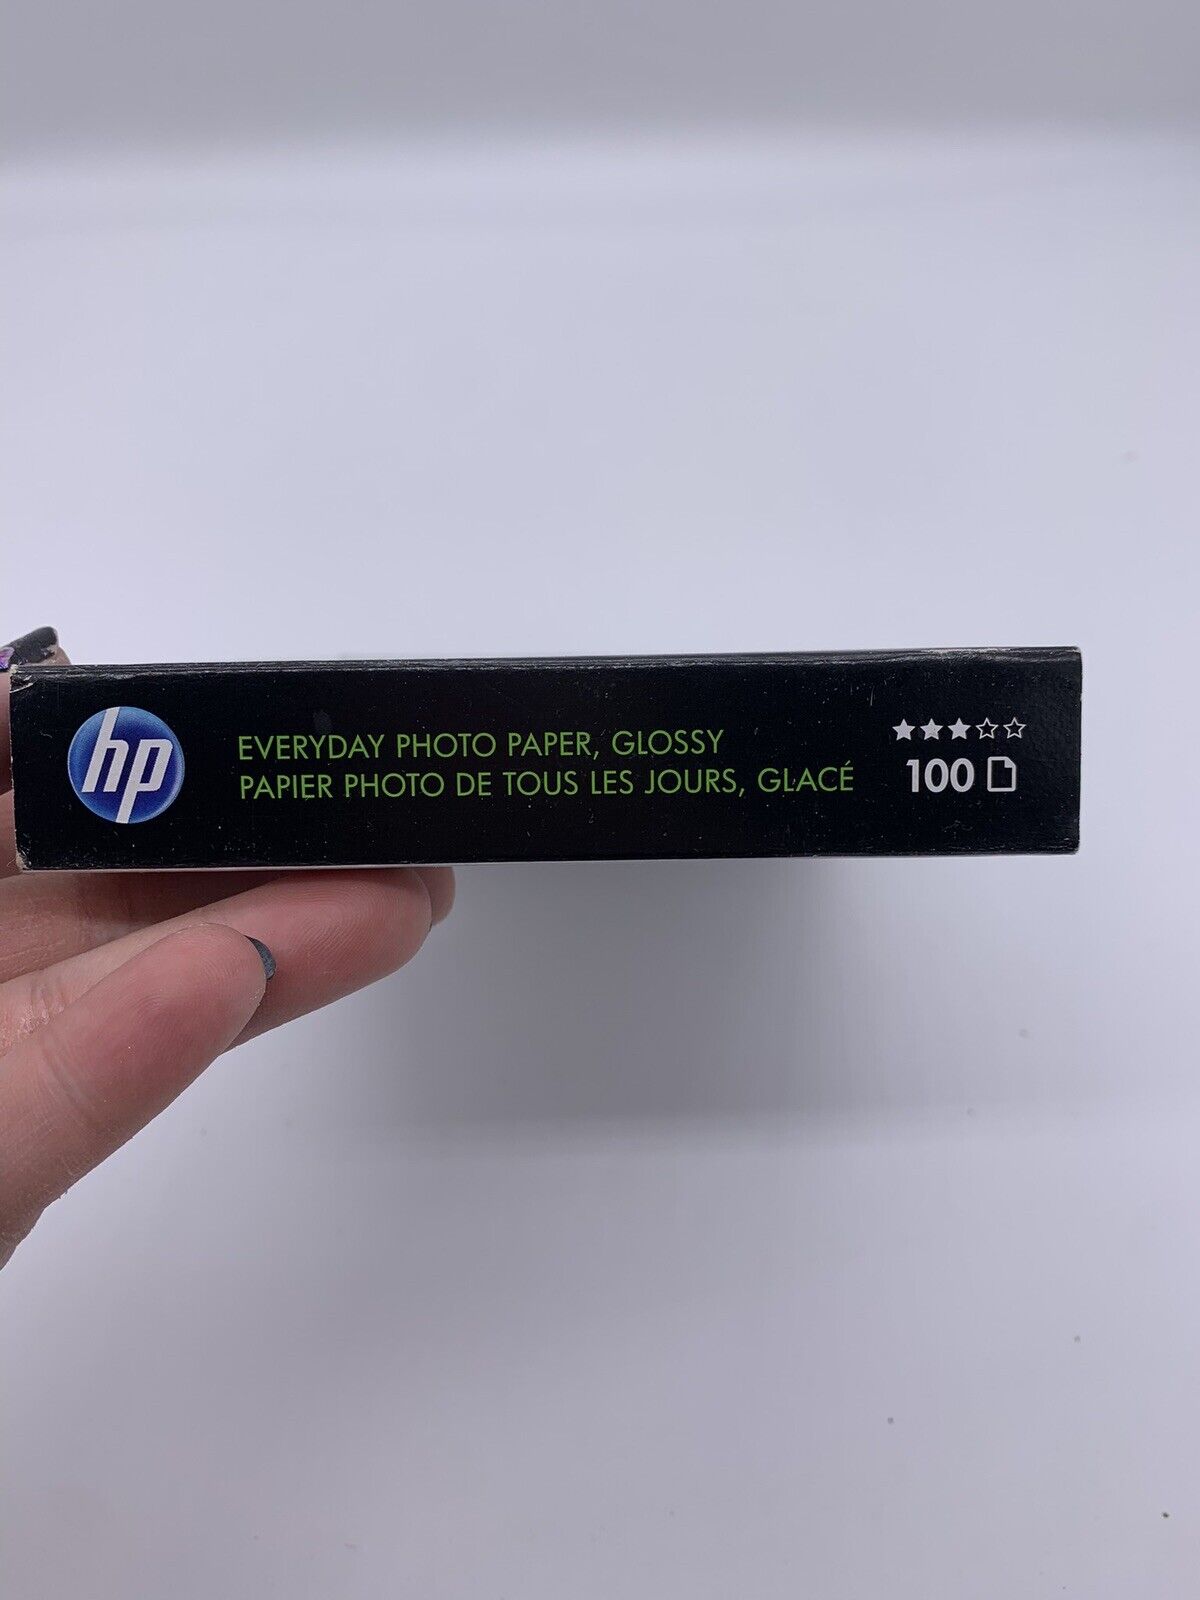 hp
EVERYDAY PHOTO PAPER, GLOSSY
PAPIER PHOTO DE TOUS LES JOURS, GLACÉ
100